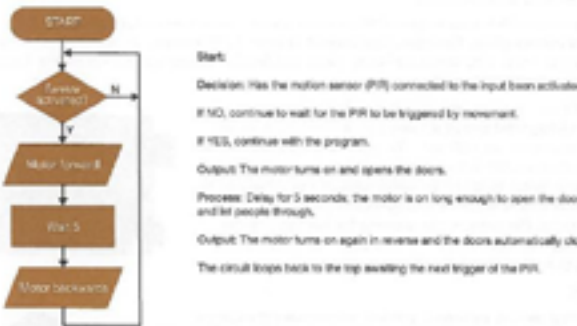 START
Sensor activated?
N
Y
Motor forward
Wait 5
Motor backwards
Start:
Decision: Has the motion sensor (PIR) connected to the input been activated
If NO, continue to wait for the PIR to be triggered by movement.
If YES, continue with the program.
Output: The motor turns on and opens the doors.
Process: Delay for 5 seconds; the motor is on long enough to open the doo
and let people through.
Output: The motor turns on again in reverse and the doors automatically clo
The circuit loops back to the top awaiting the next trigger of the PIR.